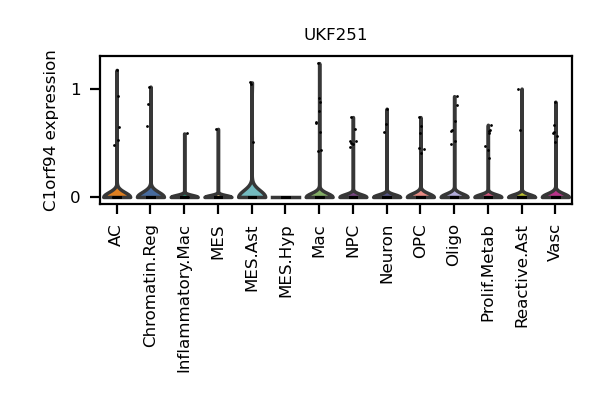 UKF251
C1orf94 expression
1
0
AC
Chromatin.Reg
Inflammatory.Mac
MES
MES.Ast
MES.Hyp
Mac
NPC
Neuron
OPC
Oligo
Prolif.Metab
Reactive.Ast
Vasc